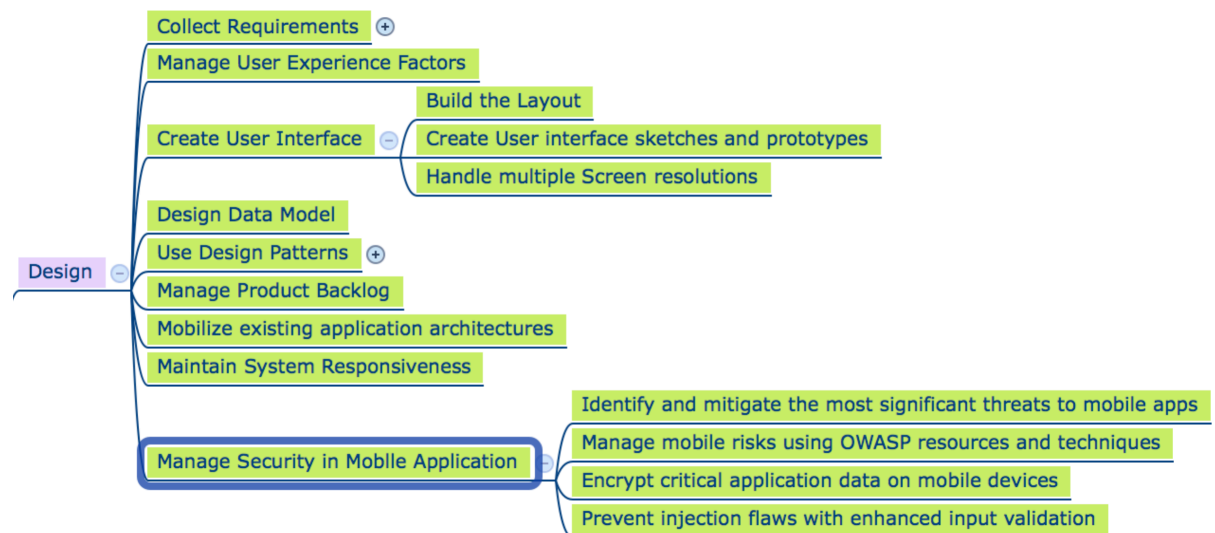 Collect Requirements
Manage User Experience Factors
Build the Layout
Create User Interface
Create User interface sketches and prototypes
Handle multiple Screen resolutions
Design Data Model
Use Design Patterns
Design
Manage Product Backlog
Mobilize existing application architectures
Maintain System Responsiveness
Identify and mitigate the most significant threats to mobile apps
Manage mobile risks using OWASP resources and techniques
Manage Security in Moblle Application
Encrypt critical application data on mobile devices
Prevent injection flaws with enhanced input validation